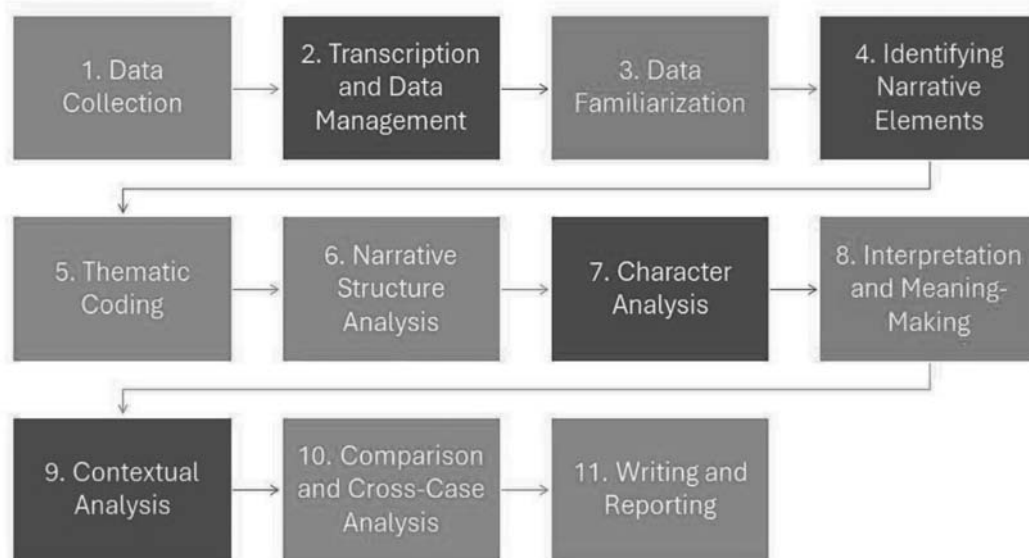 1. Data
Collection
2. Transcription
and Data
Management
3. Data
Familiarization
4. Identifying
Narrative
Elements
5. Thematic
Coding
6. Narrative
Structure
Analysis
7. Character
Analysis
8. Interpretation
and Meaning-
Making
9. Contextual
Analysis
10. Comparison
and Cross-Case
Analysis
11. Writing and
Reporting